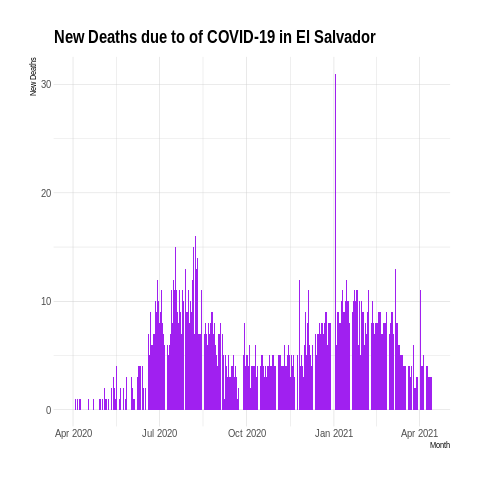 New Deaths due to of COVID-19 in El Salvador
New Deaths
30
20
10
0
Apr 2020 Jul 2020 Oct 2020 Jan 2021 Apr 2021
Month